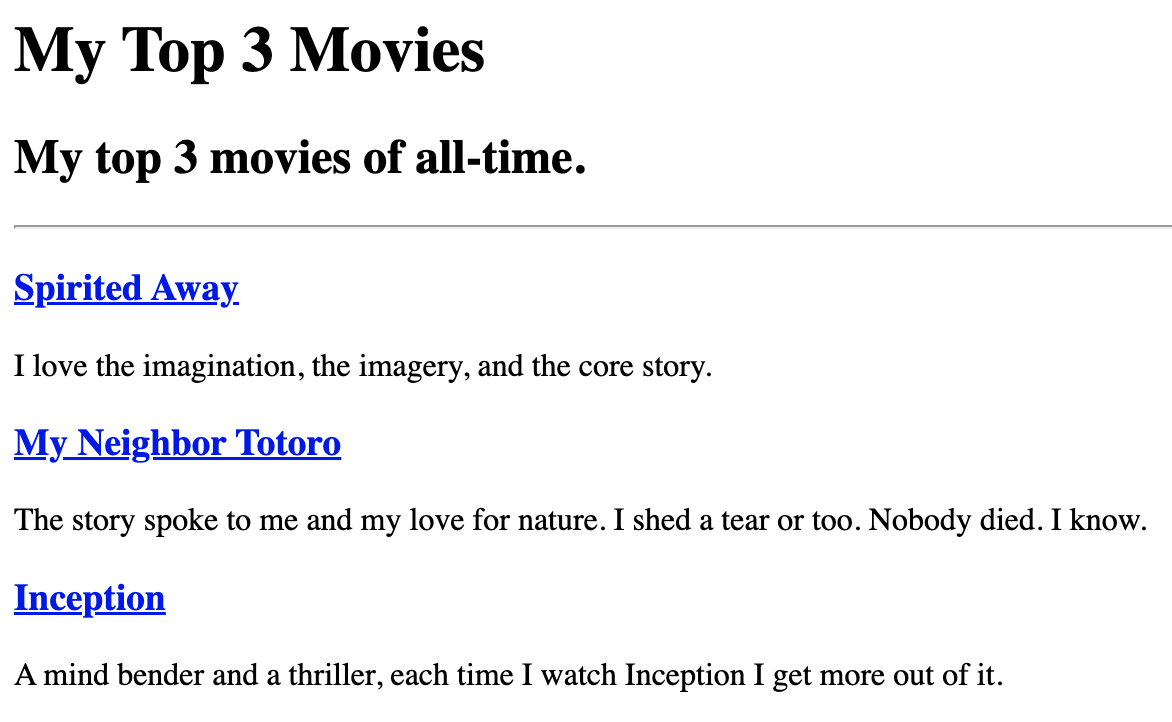 My Top 3 Movies
My top 3 movies of all-time.
Spirited Away
I love the imagination, the imagery, and the core story.
My Neighbor Totoro
The story spoke to me and my love for nature. I shed a tear or too. Nobody died. I know.
Inception
A mind bender and a thriller, each time I watch Inception I get more out of it.